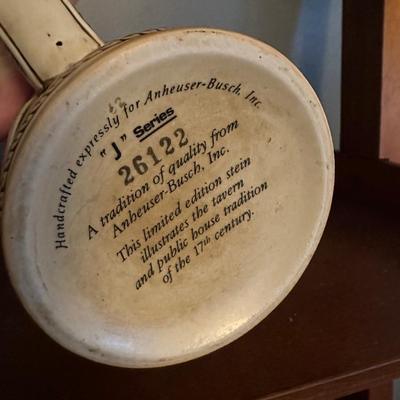 Handcrafted expressly for Anheuser-Busch, Inc.
"J" Series
26122
A tradition of quality from
Anheuser-Busch, Inc.
This limited edition stein
illustrates the tavern
and public house tradition
of the 17th century.